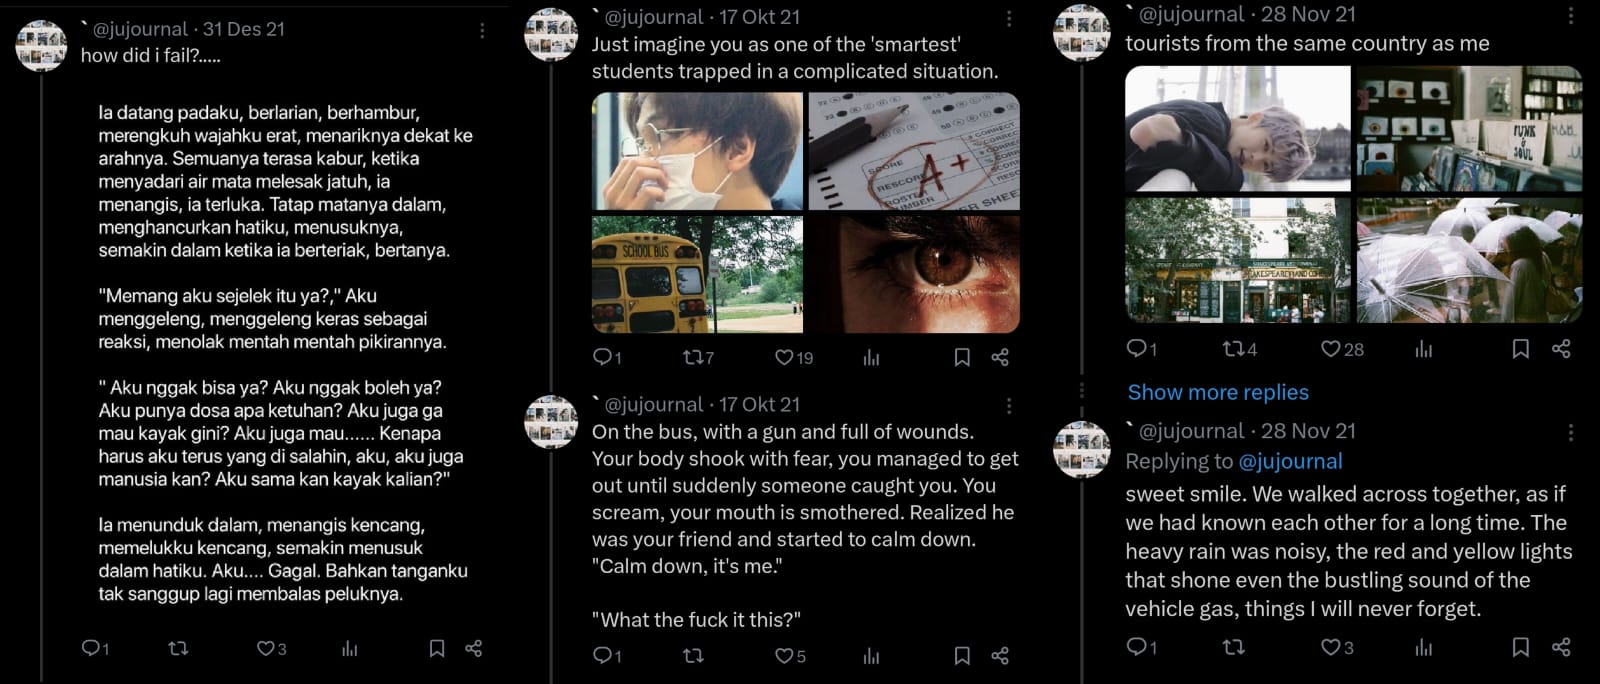 ` @jujournal · 31 Des 21
how did i fail?.....
Ia datang padaku, berlarian, berhambur,
merengkuh wajahku erat, menariknya dekat ke
arahnya. Semuanya terasa kabur, ketika
menyadari air mata melesak jatuh, ia
menangis, ia terluka. Tatap matanya dalam,
menghancurkan hatiku, menusuknya,
semakin dalam ketika ia berteriak, bertanya.
"Memang aku sejelek itu ya?," Aku
menggeleng, menggeleng keras sebagai
reaksi, menolak mentah mentah pikirannya.
" Aku nggak bisa ya? Aku nggak boleh ya?
Aku punya dosa apa ketuhan? Aku juga ga
mau kayak gini? Aku juga mau...... Kenapa
harus aku terus yang di salahin, aku, aku juga
manusia kan? Aku sama kan kayak kalian?"
Ia menunduk dalam, menangis kencang,
memelukku kencang, semakin menusuk
dalam hatiku. Aku.... Gagal. Bahkan tanganku
tak sanggup lagi membalas peluknya.
1
3
` @jujournal · 17 Okt 21
Just imagine you as one of the 'smartest'
students trapped in a complicated situation.
SCORE
RESCORE
ROSTER
NUMBER
CORRECT
A+
SCHOOL BUS
1 7 19
` @jujournal · 17 Okt 21
On the bus, with a gun and full of wounds.
Your body shook with fear, you managed to get
out until suddenly someone caught you. You
scream, your mouth is smothered. Realized he
was your friend and started to calm down.
"Calm down, it's me."
"What the fuck it this?"
1 5
` @jujournal · 28 Nov 21
tourists from the same country as me
FUNK
& SOUL
R&B
1 4 28
Show more replies
` @jujournal · 28 Nov 21
Replying to @jujournal
sweet smile. We walked across together, as if
we had known each other for a long time. The
heavy rain was noisy, the red and yellow lights
that shone even the bustling sound of the
vehicle gas, things I will never forget.
1 3